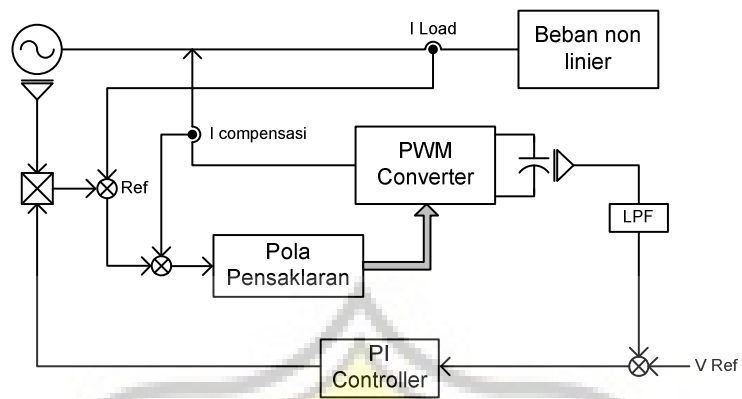 I Load
Beban non
linier
I compensasi
PWM
Converter
Ref
LPF
Pola
Pensaklaran
PI
Controller
V Ref